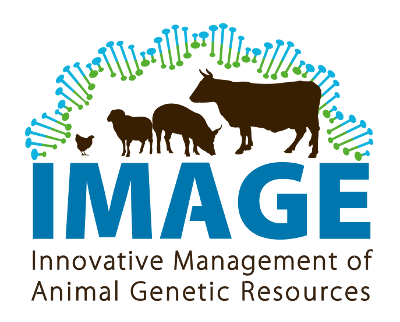 IMAGE
Innovative Management of
Animal Genetic Resources